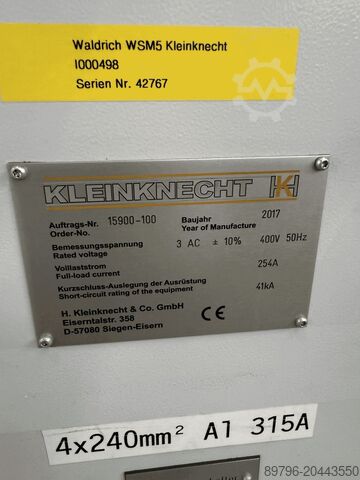 Waldrich WSM5 Kleinknecht
I000498
Serien Nr. 42767
KLEINKNECHT HK
Auftrags-Nr. 15900-100
Order-No.
Baujahr 2017
Year of Manufacture
Bemessungsspannung 3 AC ± 10% 400V 50Hz
Rated voltage
Vollaststrom 254A
Full-load current
Kurzschluss-Auslegung der Ausrüstung 41kA
Short-circuit rating of the equipment
H. Kleinknecht & Co. GmbH
Eiserntalstr. 358
D-57080 Siegen-Eisern
CE
4x240mm² A1 315A
89796-20443550